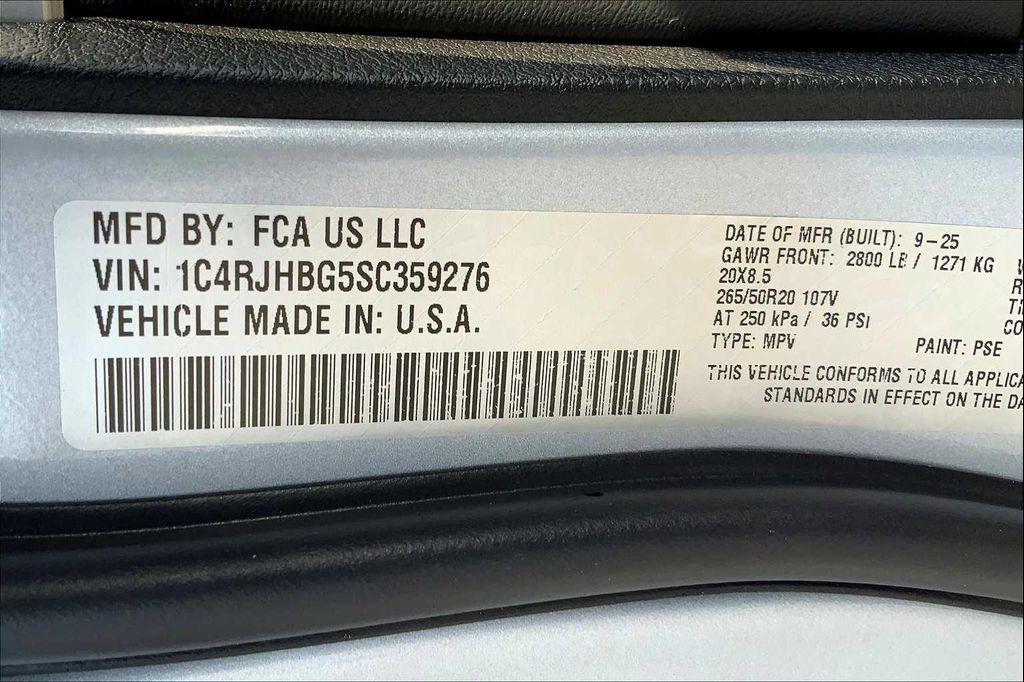 MFD BY: FCA US LLC
VIN: 1C4RJHBG5SC359276
VEHICLE MADE IN: U.S.A.
DATE OF MFR (BUILT): 9-25
GAWR FRONT: 2800 LB / 1271 KG
20X8.5
265/50R20 107V
AT 250 kPa / 36 PSI
TYPE: MPV
PAINT: PSE
THIS VEHICLE CONFORMS TO ALL APPLICA
STANDARDS IN EFFECT ON THE DA